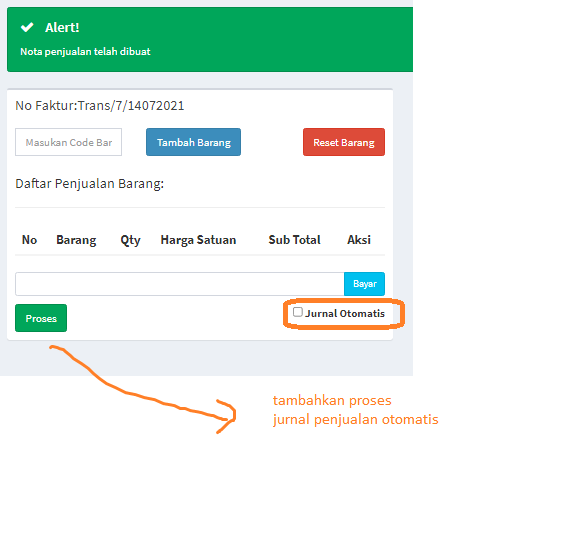 Alert!
Nota penjualan telah dibuat
No Faktur:Trans/7/14072021
Masukan Code Bar Tambah Barang Reset Barang
Daftar Penjualan Barang:
No Barang Qty Harga Satuan Sub Total Aksi
Bayar
Proses Jurnal Otomatis
tambahkan proses
jurnal penjualan otomatis